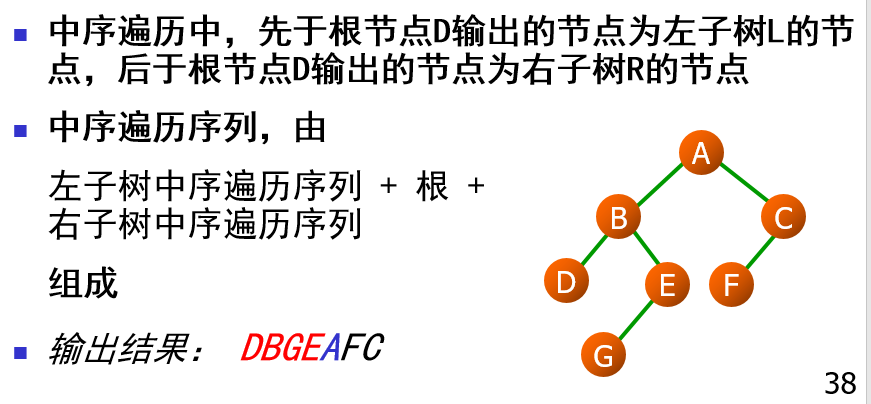 中序遍历中，先于根节点D输出的节点为左子树L的节
点，后于根节点D输出的节点为右子树R的节点
中序遍历序列，由
左子树中序遍历序列 + 根 +
右子树中序遍历序列
组成
输出结果： DBGEAFC
A
B
C
D
E
F
G
38